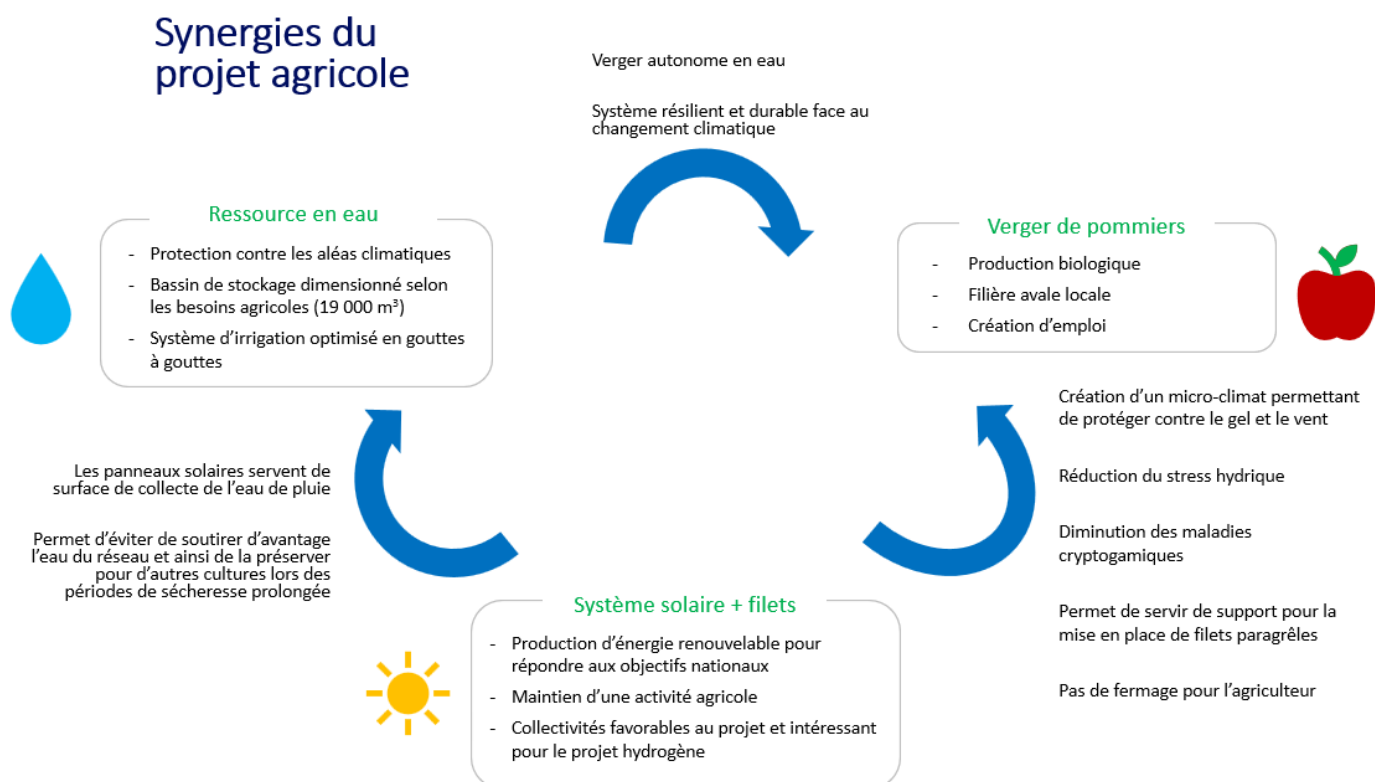 Synergies du
projet agricole
Verger autonome en eau
Système résilient et durable face au
changement climatique
Ressource en eau
- Protection contre les aléas climatiques
- Bassin de stockage dimensionné selon
les besoins agricoles (19 000 m³)
- Système d’irrigation optimisé en gouttes
à gouttes
Verger de pommiers
- Production biologique
- Filière avale locale
- Création d’emploi
Les panneaux solaires servent de
surface de collecte de l’eau de pluie
Permet d’éviter de soutirer d’avantage
l’eau du réseau et ainsi de la préserver
pour d’autres cultures lors des
périodes de sécheresse prolongée
Création d’un micro-climat permettant
de protéger contre le gel et le vent
Réduction du stress hydrique
Diminution des maladies
cryptogamiques
Permet de servir de support pour la
mise en place de filets paragrêles
Pas de fermage pour l’agriculteur
Système solaire + filets
- Production d’énergie renouvelable pour
répondre aux objectifs nationaux
- Maintien d’une activité agricole
- Collectivités favorables au projet et intéressant
pour le projet hydrogène